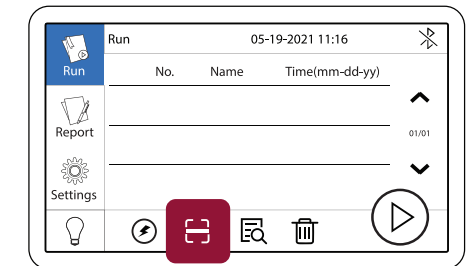 Run 05-19-2021 11:16
Run
No. Name Time(mm-dd-yy)
Report
01/01
Settings